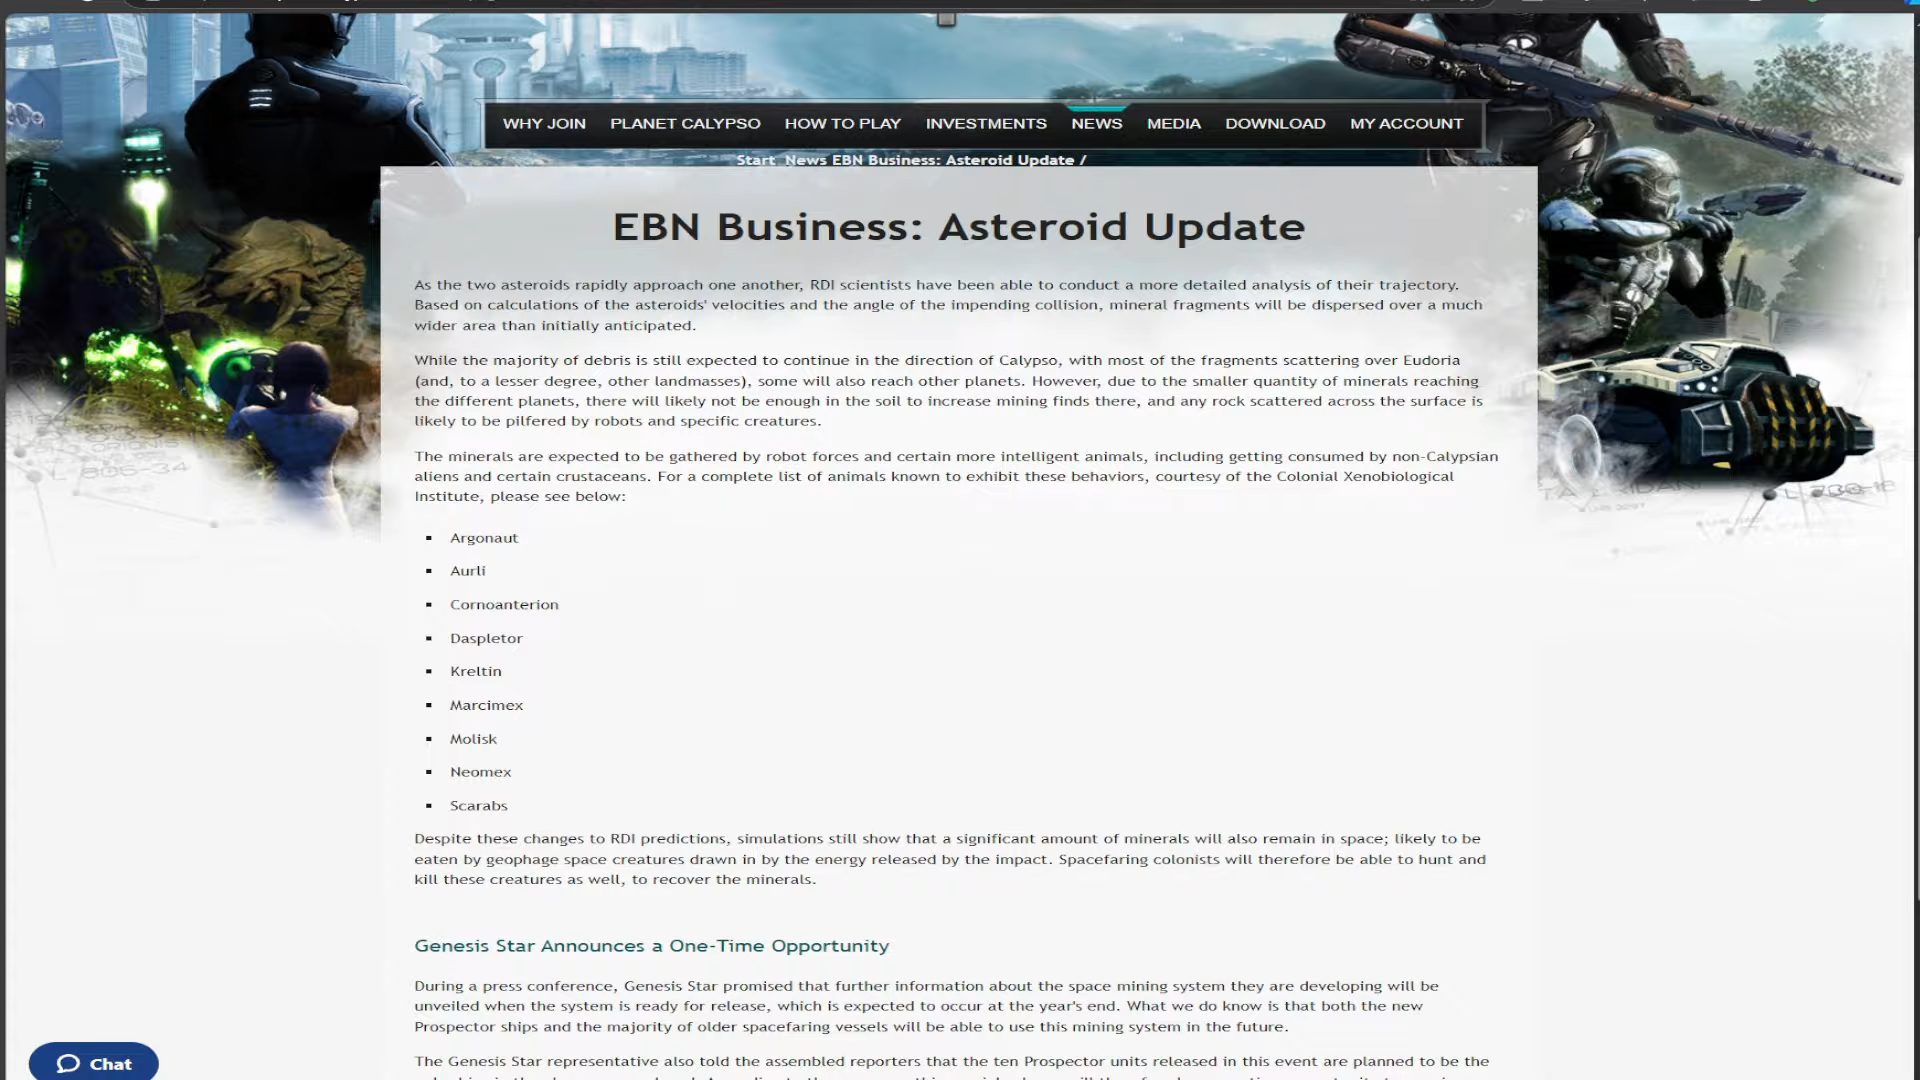 WHY JOIN PLANET CALYPSO HOW TO PLAY INVESTMENTS NEWS MEDIA DOWNLOAD MY ACCOUNT
Start News EBN Business: Asteroid Update /
EBN Business: Asteroid Update
As the two asteroids rapidly approach one another, RDI scientists have been able to conduct a more detailed analysis of their trajectory.
Based on calculations of the asteroids' velocities and the angle of the impending collision, mineral fragments will be dispersed over a much
wider area than initially anticipated.
While the majority of debris is still expected to continue in the direction of Calypso, with most of the fragments scattering over Eudoria
(and, to a lesser degree, other landmasses), some will also reach other planets. However, due to the smaller quantity of minerals reaching
the different planets, there will likely not be enough in the soil to increase mining finds there, and any rock scattered across the surface is
likely to be pilfered by robots and specific creatures.
The minerals are expected to be gathered by robot forces and certain more intelligent animals, including getting consumed by non-Calypsian
aliens and certain crustaceans. For a complete list of animals known to exhibit these behaviors, courtesy of the Colonial Xenobiological
Institute, please see below:
▪ Argonaut
▪ Aurli
▪ Cornoanterion
▪ Daspletor
▪ Kreltin
▪ Marcimex
▪ Molisk
▪ Neomex
▪ Scarabs
Despite these changes to RDI predictions, simulations still show that a significant amount of minerals will also remain in space; likely to be
eaten by geophage space creatures drawn in by the energy released by the impact. Spacefaring colonists will therefore be able to hunt and
kill these creatures as well, to recover the minerals.
Genesis Star Announces a One-Time Opportunity
During a press conference, Genesis Star promised that further information about the space mining system they are developing will be
unveiled when the system is ready for release, which is expected to occur at the year's end. What we do know is that both the new
Prospector ships and the majority of older spacefaring vessels will be able to use this mining system in the future.
The Genesis Star representative also told the assembled reporters that the ten Prospector units released in this event are planned to be the
Chat